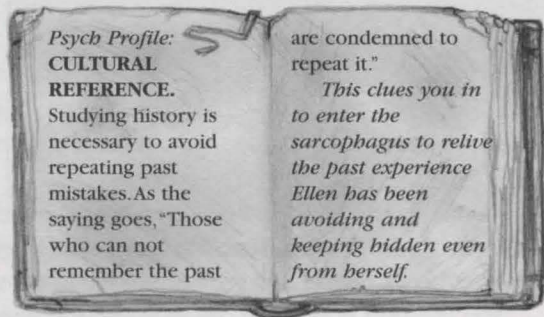 Psych Profile:
CULTURAL
REFERENCE.
Studying history is
necessary to avoid
repeating past
mistakes. As the
saying goes, "Those
who can not
remember the past
are condemned to
repeat it."
This clues you in
to enter the
sarcophagus to relive
the past experience
Ellen has been
avoiding and
keeping hidden even
from herself.